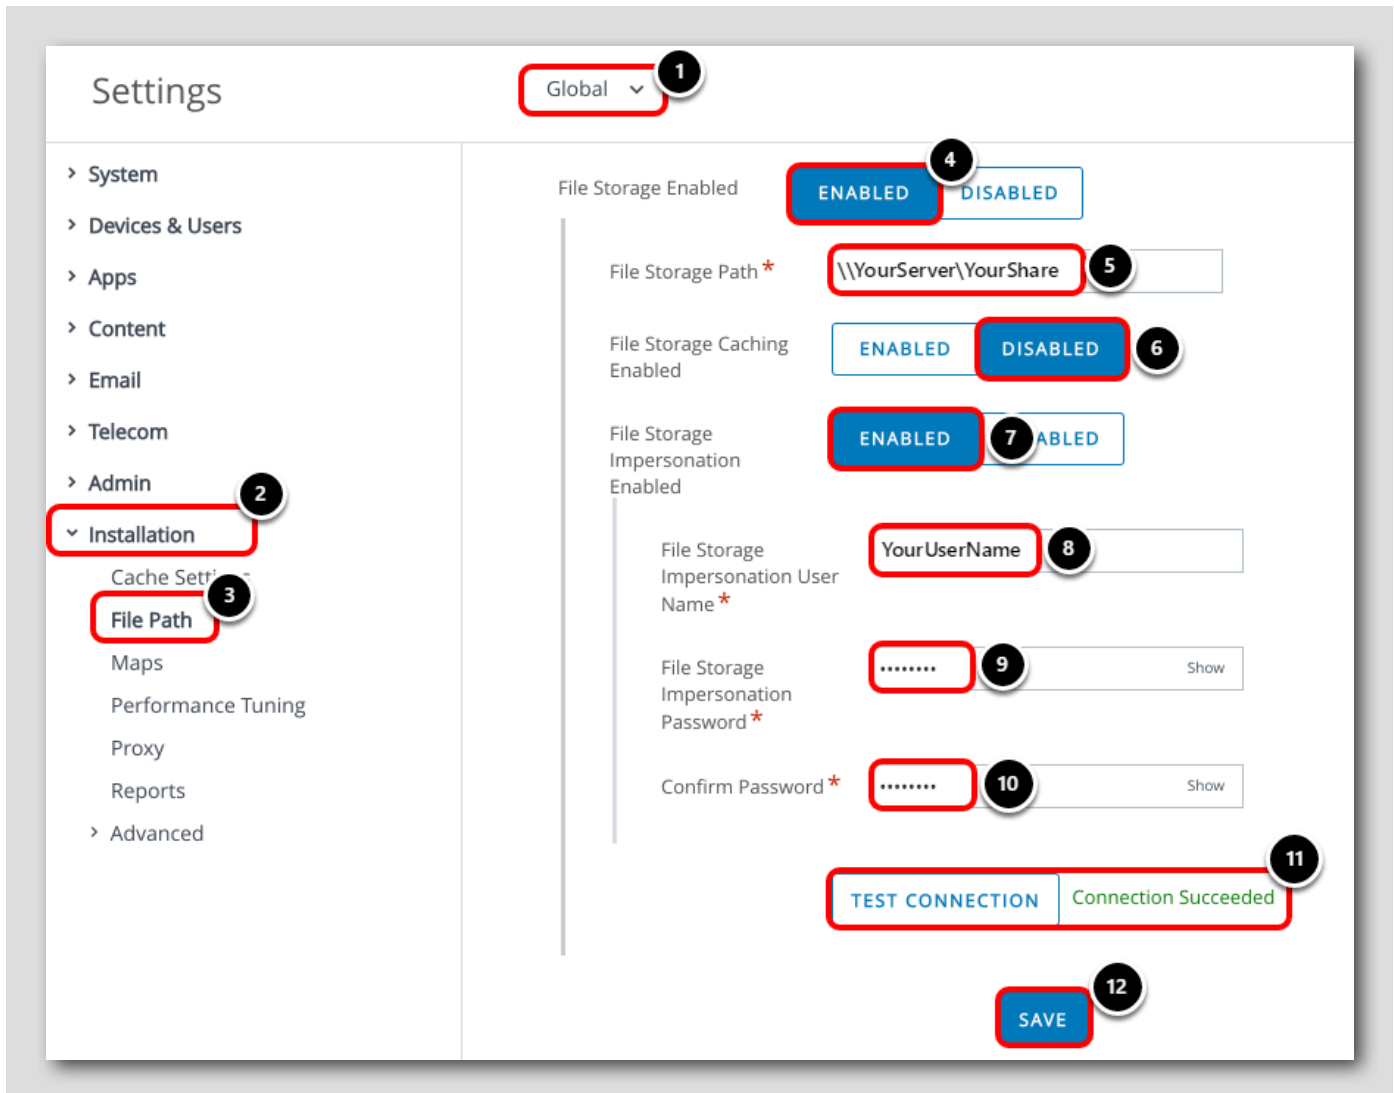 Settings
Global
1
System
Devices & Users
Apps
Content
Email
Telecom
Admin
2
Installation
Cache
3
File Path
Maps
Performance Tuning
Proxy
Reports
Advanced
File Storage Enabled
ENABLED
4
DISABLED
File Storage Path *
\\YourServer\YourShare
5
File Storage Caching
Enabled
ENABLED
DISABLED
6
File Storage
Impersonation
Enabled
ENABLED
7
ABLED
File Storage
Impersonation User
Name *
YourUserName
8
File Storage
Impersonation
Password *
••••••••
9
Show
Confirm Password *
••••••••
10
Show
11
TEST CONNECTION
Connection Succeeded
12
SAVE